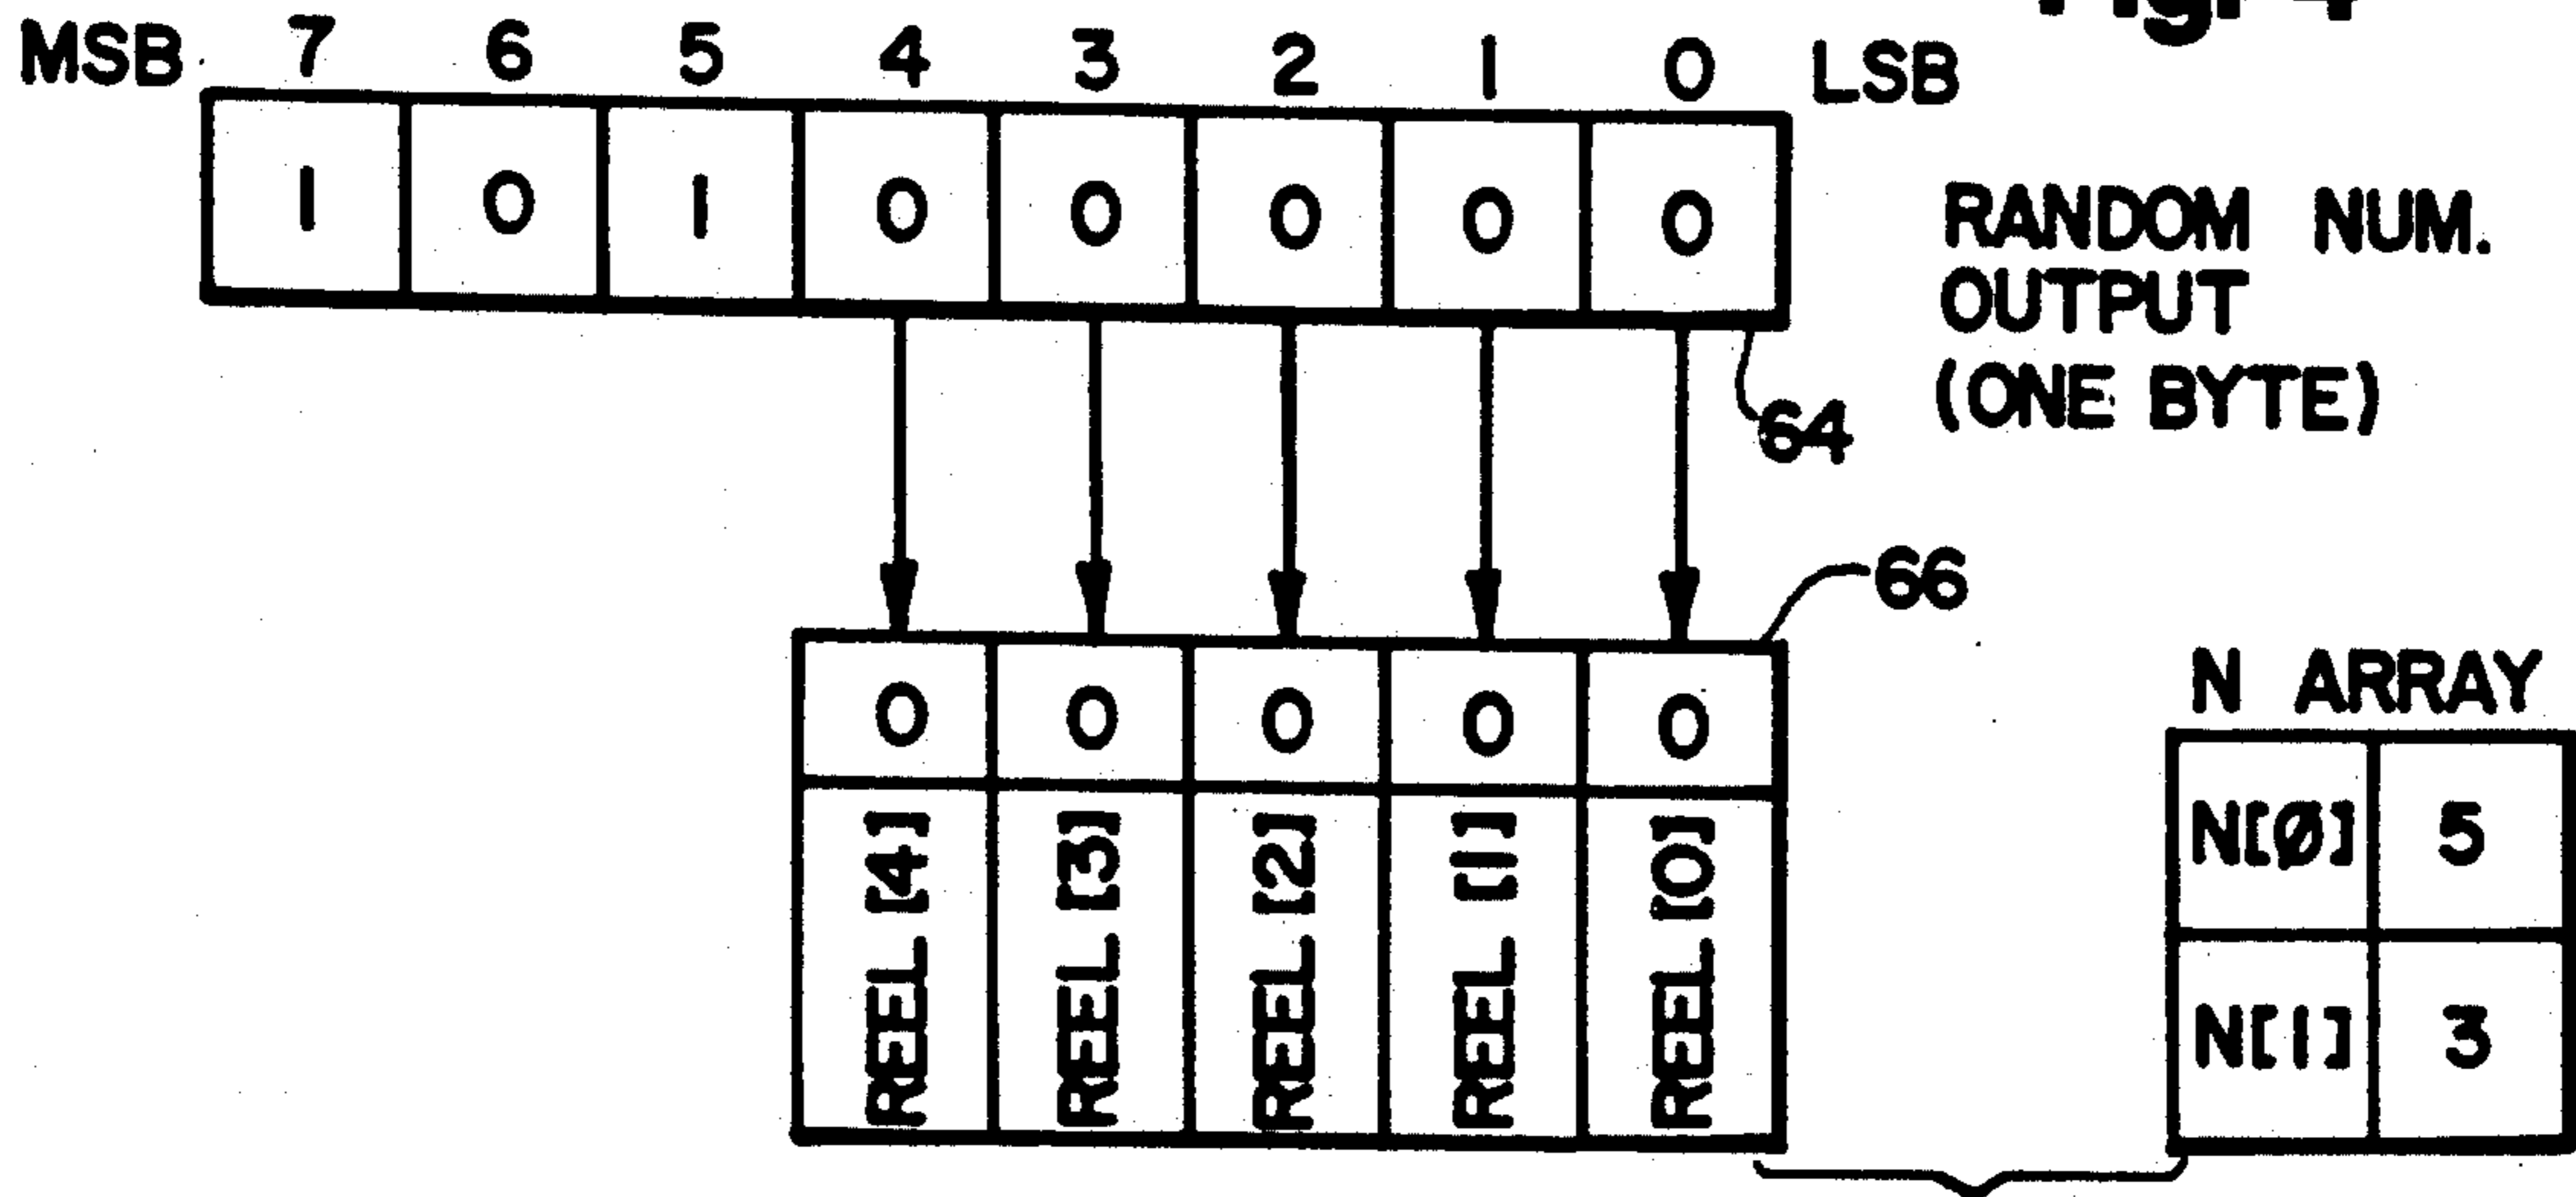 Fig. 4
MSB 7 6 5 4 3 2 1 0 LSB
1 0 1 0 0 0 0 0
RANDOM NUM.
OUTPUT
(ONE BYTE)
64
66
0 0 0 0 0
REEL [4] REEL [3] REEL [2] REEL [1] REEL [0]
N ARRAY
N[Ø] 5
N[1] 3